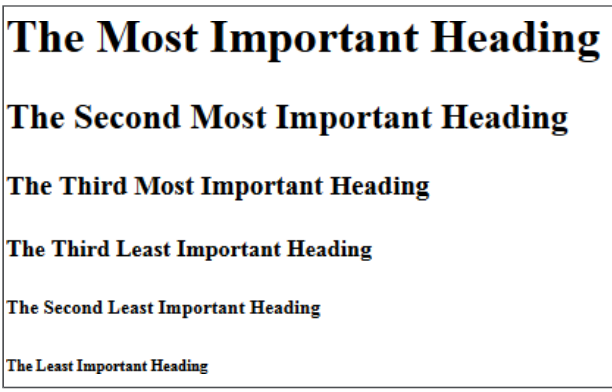 The Most Important Heading
The Second Most Important Heading
The Third Most Important Heading
The Third Least Important Heading
The Second Least Important Heading
The Least Important Heading